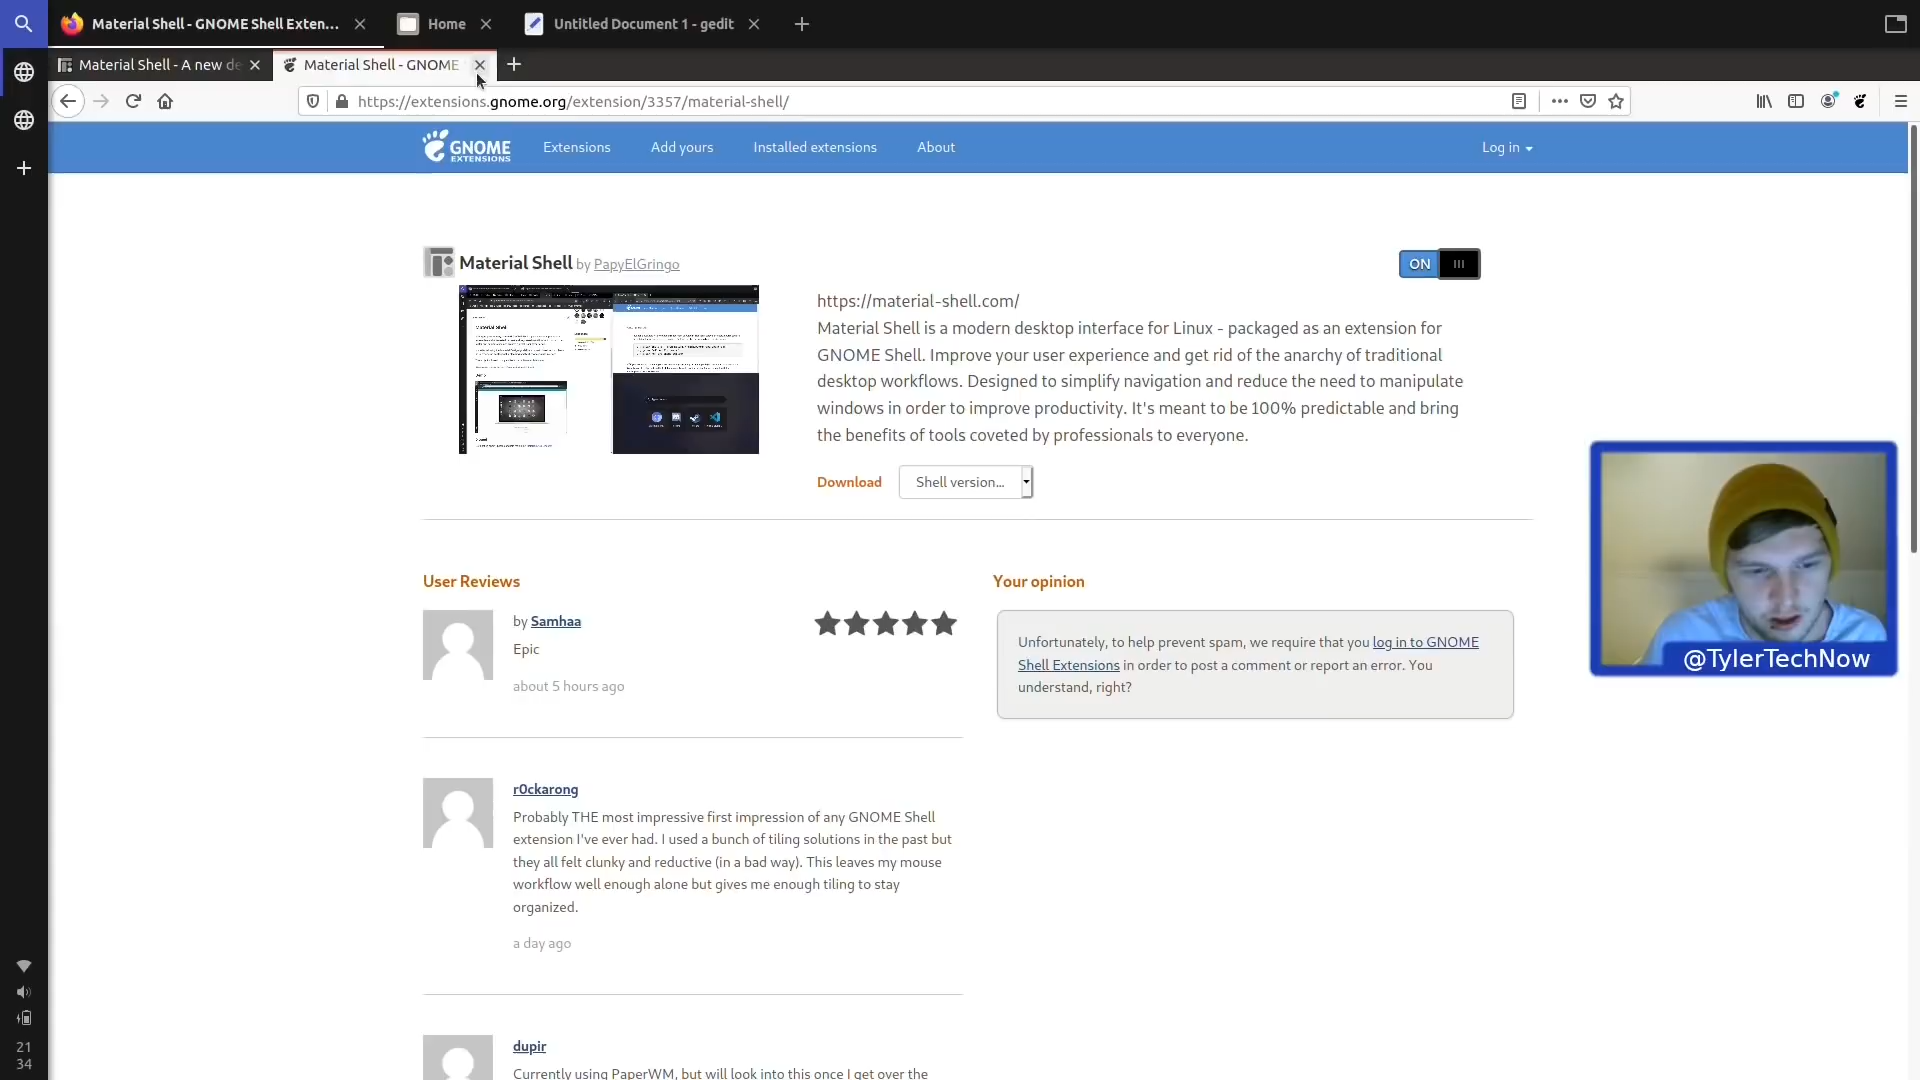 Material Shell - GNOME Shell Exten...
Home
Untitled Document 1 - gedit
Material Shell - A new de
Material Shell - GNOME
https://extensions.gnome.org/extension/3357/material-shell/
GNOME
EXTENSIONS
Extensions
Add yours
Installed extensions
About
Log in
Material Shell by PapyElGringo
ON
https://material-shell.com/
Material Shell is a modern desktop interface for Linux - packaged as an extension for
GNOME Shell. Improve your user experience and get rid of the anarchy of traditional
desktop workflows. Designed to simplify navigation and reduce the need to manipulate
windows in order to improve productivity. It's meant to be 100% predictable and bring
the benefits of tools coveted by professionals to everyone.
Download
Shell version...
User Reviews
by Samhaa
Epic
about 5 hours ago
Your opinion
Unfortunately, to help prevent spam, we require that you log in to GNOME
Shell Extensions in order to post a comment or report an error. You
understand, right?
@TylerTechNow
r0ckarong
Probably THE most impressive first impression of any GNOME Shell
extension I've ever had. I used a bunch of tiling solutions in the past but
they all felt clunky and reductive (in a bad way). This leaves my mouse
workflow well enough alone but gives me enough tiling to stay
organized.
a day ago
dupir
Currently using PaperWM, but will look into this once I get over the
21
34